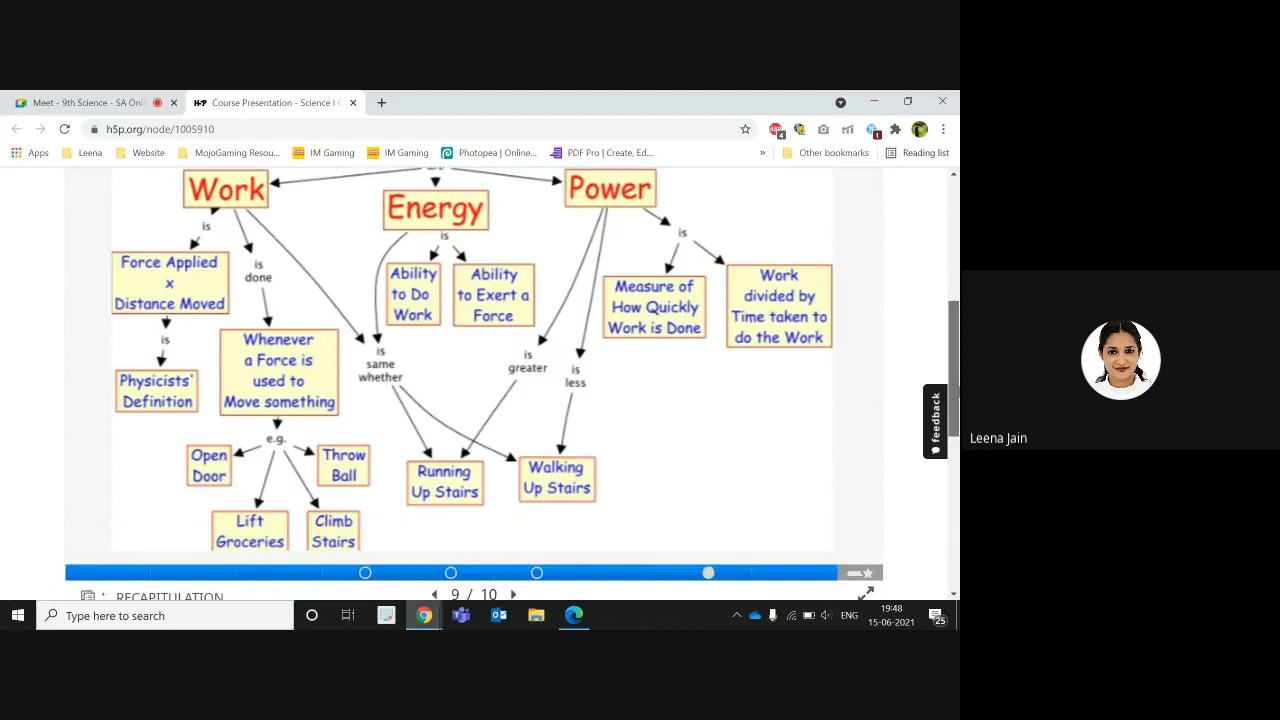 Meet - 9th Science - SA Onli
Course Presentation - Science I C
h5p.org/node/1005910
Apps
Leena
Website
MojoGaming Resou...
IM Gaming
IM Gaming
Photopea | Online...
PDF Pro | Create, Ed...
»
Other bookmarks
Reading list
are
Work
Energy
Power
is
is
is
Force Applied
x
Distance Moved
is
done
Ability
to Do
Work
Ability
to Exert a
Force
Measure of
How Quickly
Work is Done
Work
divided by
Time taken to
do the Work
is
Physicists'
Definition
Whenever
a Force is
used to
Move something
is
same
whether
is
greater
is
less
e.g.
Open
Door
Throw
Ball
Lift
Groceries
Climb
Stairs
Running
Up Stairs
Walking
Up Stairs
feedback
Leena Jain
RECAPITULATION
9 / 10
Type here to search
ENG
19:48
15-06-2021
25